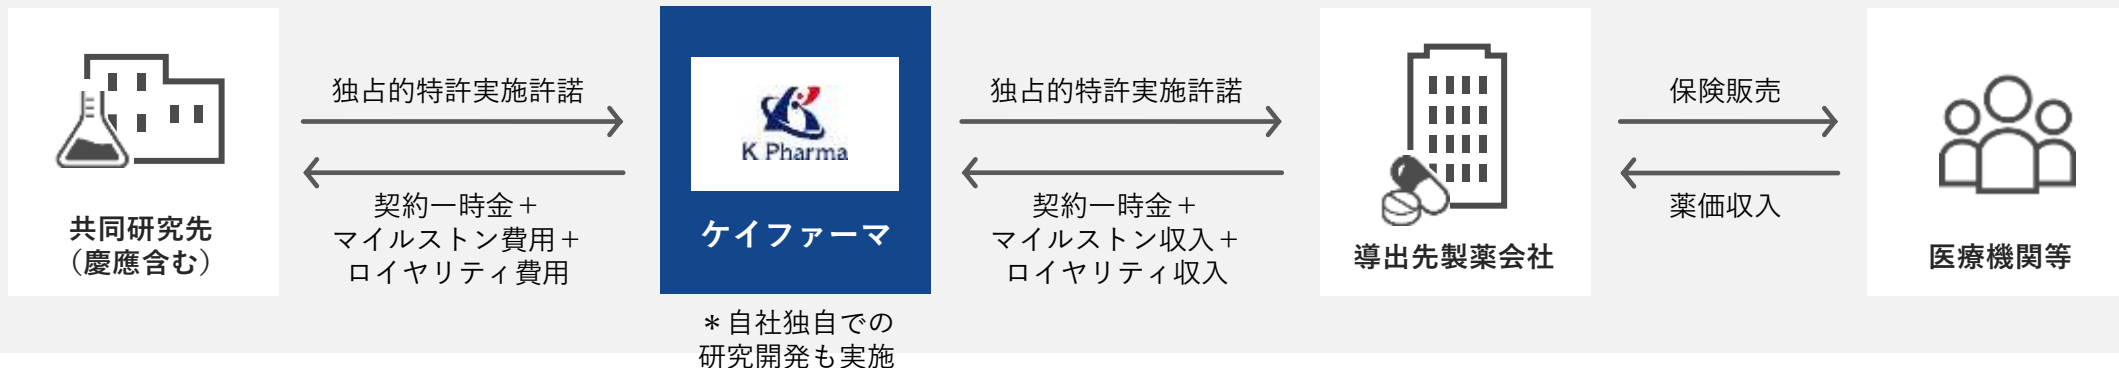 共同研究先
（慶應含む）
独占的特許実施許諾
契約一時金＋
マイルストン費用＋
ロイヤリティ費用
K Pharma
ケイファーマ
＊自社独自での
研究開発も実施
独占的特許実施許諾
契約一時金＋
マイルストン収入＋
ロイヤリティ収入
導出先製薬会社
保険販売
薬価収入
医療機関等